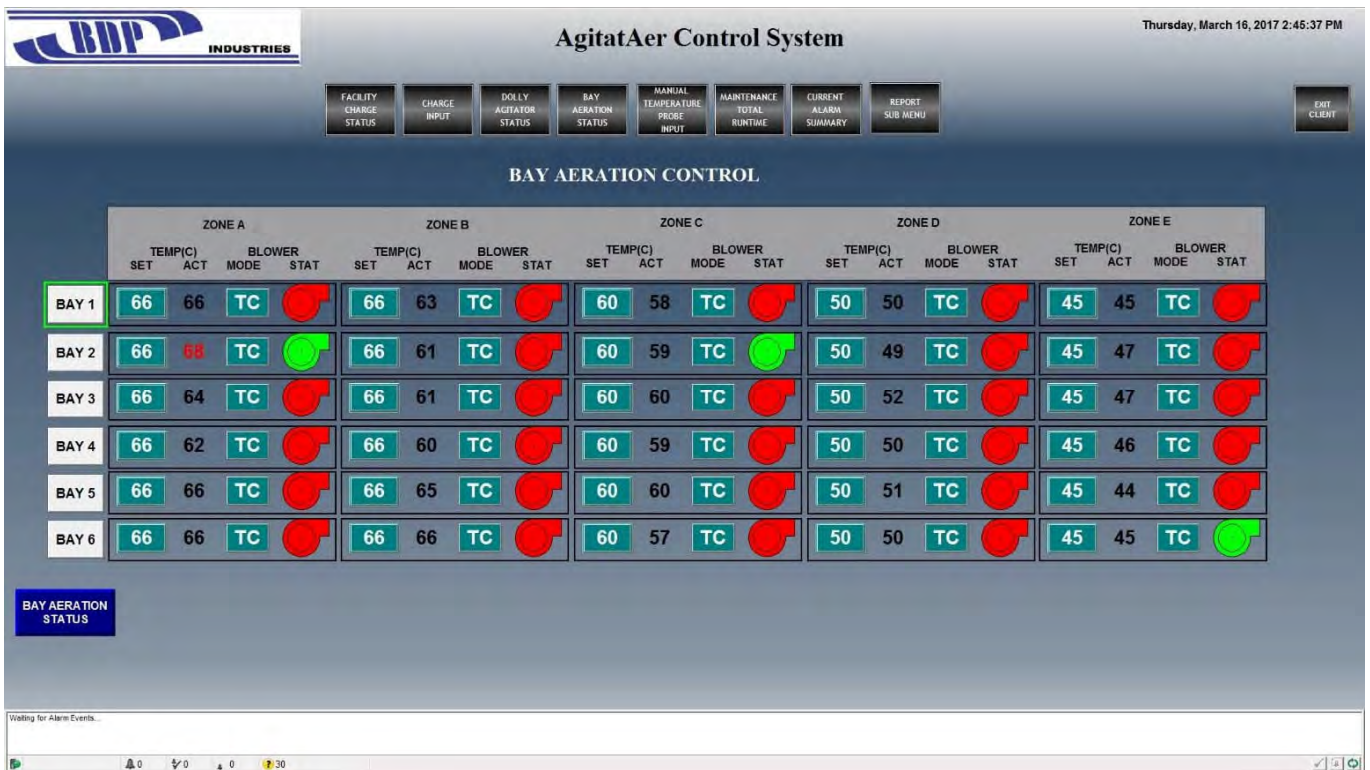 BDP INDUSTRIES
AgitatAer Control System
Thursday, March 16, 2017 2:45:37 PM
FACILITY CHARGE STATUS
CHARGE INPUT
DOLLY AGITATOR STATUS
BAY AERATION STATUS
MANUAL TEMPERATURE PROBE INPUT
MAINTENANCE TOTAL RUNTIME
CURRENT ALARM SUMMARY
REPORT SUB MENU
EXIT CLIENT
BAY AERATION CONTROL
ZONE A ZONE B ZONE C ZONE D ZONE E
TEMP(C) BLOWER TEMP(C) BLOWER TEMP(C) BLOWER TEMP(C) BLOWER TEMP(C) BLOWER
SET ACT MODE STAT SET ACT MODE STAT SET ACT MODE STAT SET ACT MODE STAT SET ACT MODE STAT
BAY 1 66 66 TC 66 63 TC 60 58 TC 50 50 TC 45 45 TC
BAY 2 66 68 TC 66 61 TC 60 59 TC 50 49 TC 45 47 TC
BAY 3 66 64 TC 66 61 TC 60 60 TC 50 52 TC 45 47 TC
BAY 4 66 62 TC 66 60 TC 60 59 TC 50 50 TC 45 46 TC
BAY 5 66 66 TC 66 65 TC 60 60 TC 50 51 TC 45 44 TC
BAY 6 66 66 TC 66 66 TC 60 57 TC 50 50 TC 45 45 TC
BAY AERATION
STATUS
Waiting for Alarm Events...
0 0 0 ? 30